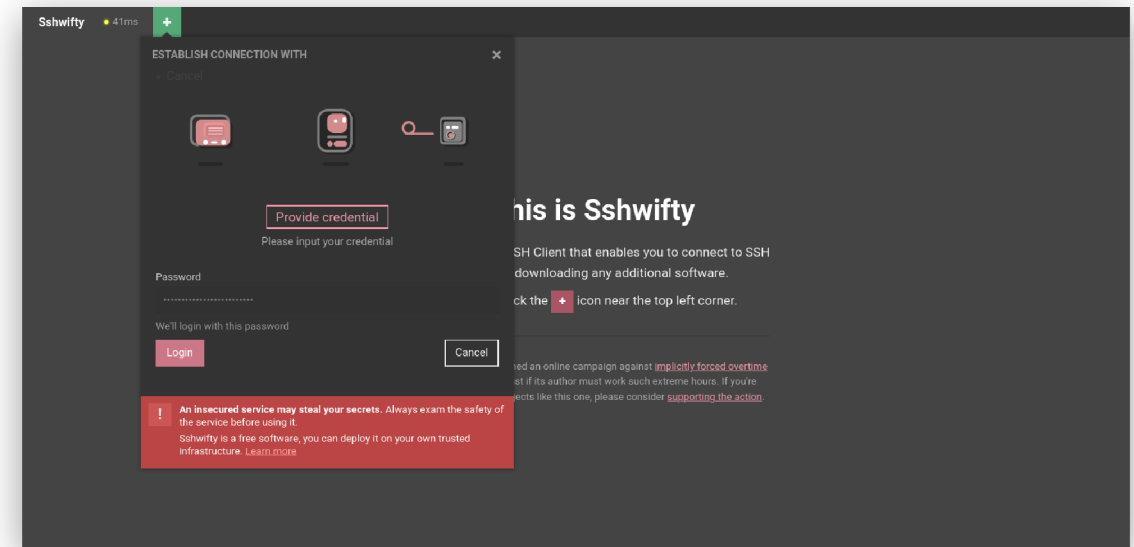 Sshwifty 41ms +
ESTABLISH CONNECTION WITH ×
Cancel
Provide credential
Please input your credential
Password
We'll login with this password
Login Cancel
! An insecured service may steal your secrets. Always exam the safety of
the service before using it.
Sshwifty is a free software, you can deploy it on your own trusted
infrastructure. Learn more
his is Sshwifty
SH Client that enables you to connect to SSH
downloading any additional software.
ck the + icon near the top left corner.
ned an online campaign against implicitly forced overtime
st if its author must work such extreme hours. If you're
jects like this one, please consider supporting the action.